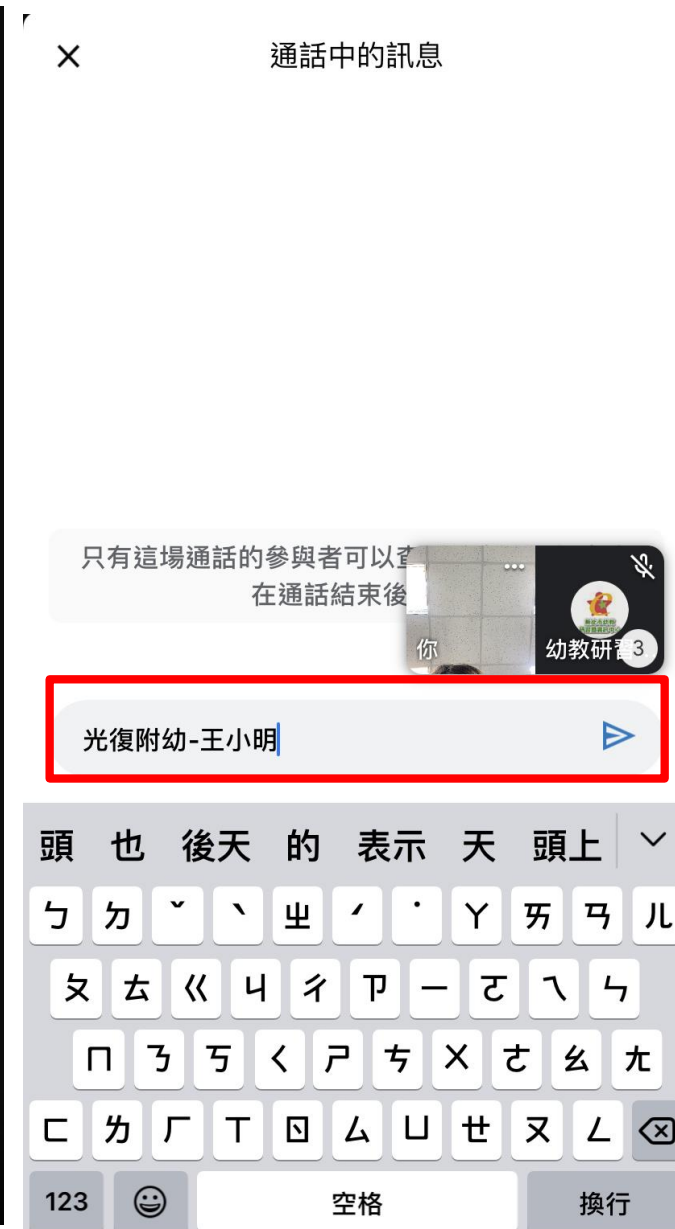 通話中的訊息
只有這場通話的參與者可以查
在通話結束後
你
幼教研習
3
光復附幼-王小明
頭 也 後天 的 表示 天 頭上
ㄅ ㄉ ˇ ˋ ㄓ ˊ ˙ ㄚ ㄞ ㄢ ㄦ
ㄆ ㄊ ㄍ ㄐ ㄔ ㄗ ㄧ ㄛ ㄟ ㄣ
ㄇ ㄋ ㄎ ㄑ ㄕ ㄘ ㄨ ㄜ ㄠ ㄤ
ㄈ ㄌ ㄏ ㄒ ㄖ ㄙ ㄩ ㄝ ㄡ ㄥ
123 空格 換行